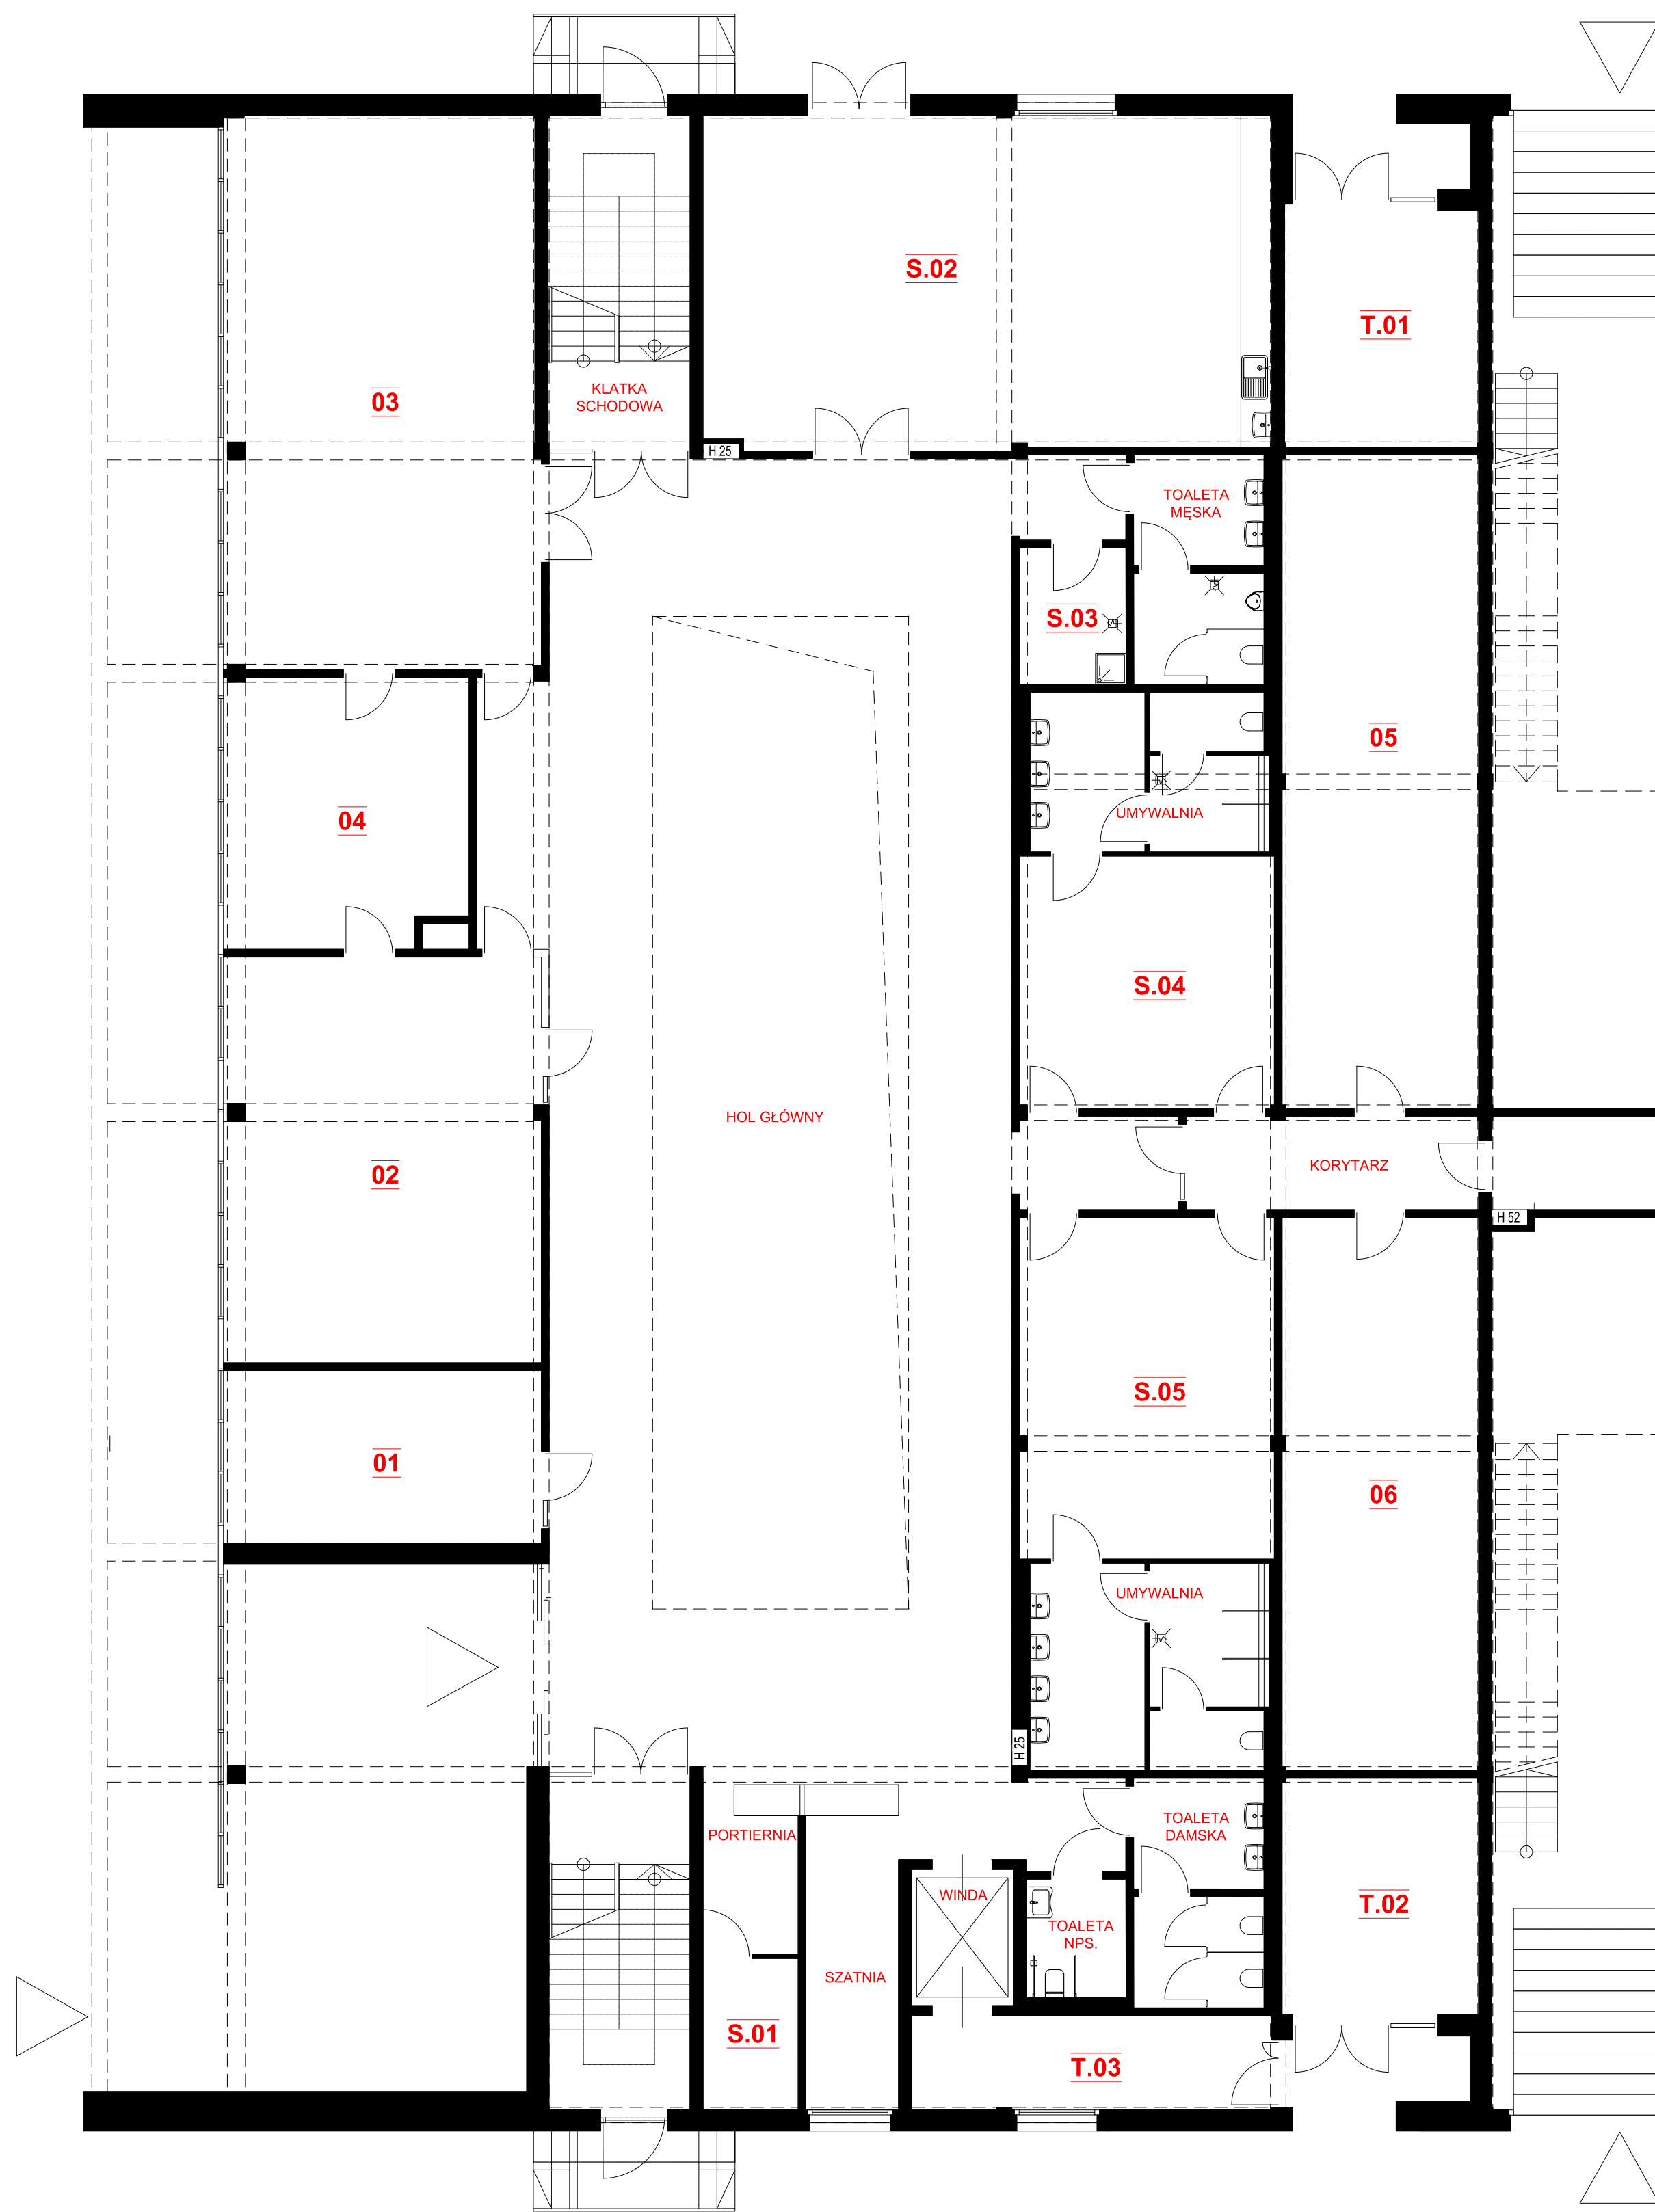 S.02
T.01
KLATKA
SCHODOWA
03
H 25
TOALETA
MĘSKA
S.03
05
04
UMYWALNIA
S.04
HOL GŁÓWNY
KORYTARZ
02
H 52
S.05
01
06
UMYWALNIA
H 25
PORTIERNIA
TOALETA
DAMSKA
WINDA
T.02
TOALETA
NPS.
SZATNIA
S.01
T.03